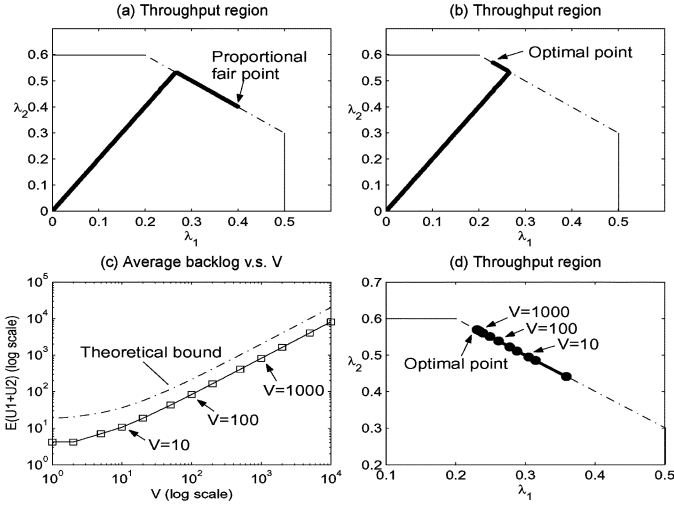 (a) Throughput region
0.6
0.5
0.4
0.3
0.2
0.1
0
λ2
Proportional
fair point
0 0.1 0.2 0.3 0.4 0.5
λ1
(b) Throughput region
0.6
0.5
0.4
0.3
0.2
0.1
0
λ2
Optimal point
0 0.1 0.2 0.3 0.4 0.5
λ1
(c) Average backlog v.s. V
10^5
10^4
10^3
10^2
10^1
10^0
E(U1+U2) (log scale)
Theoretical bound
V=1000
V=100
V=10
10^0 10^1 10^2 10^3 10^4
V (log scale)
(d) Throughput region
0.7
0.6
0.5
0.4
0.3
0.2
λ2
V=1000
V=100
V=10
Optimal point
0.1 0.2 0.3 0.4 0.5
λ1